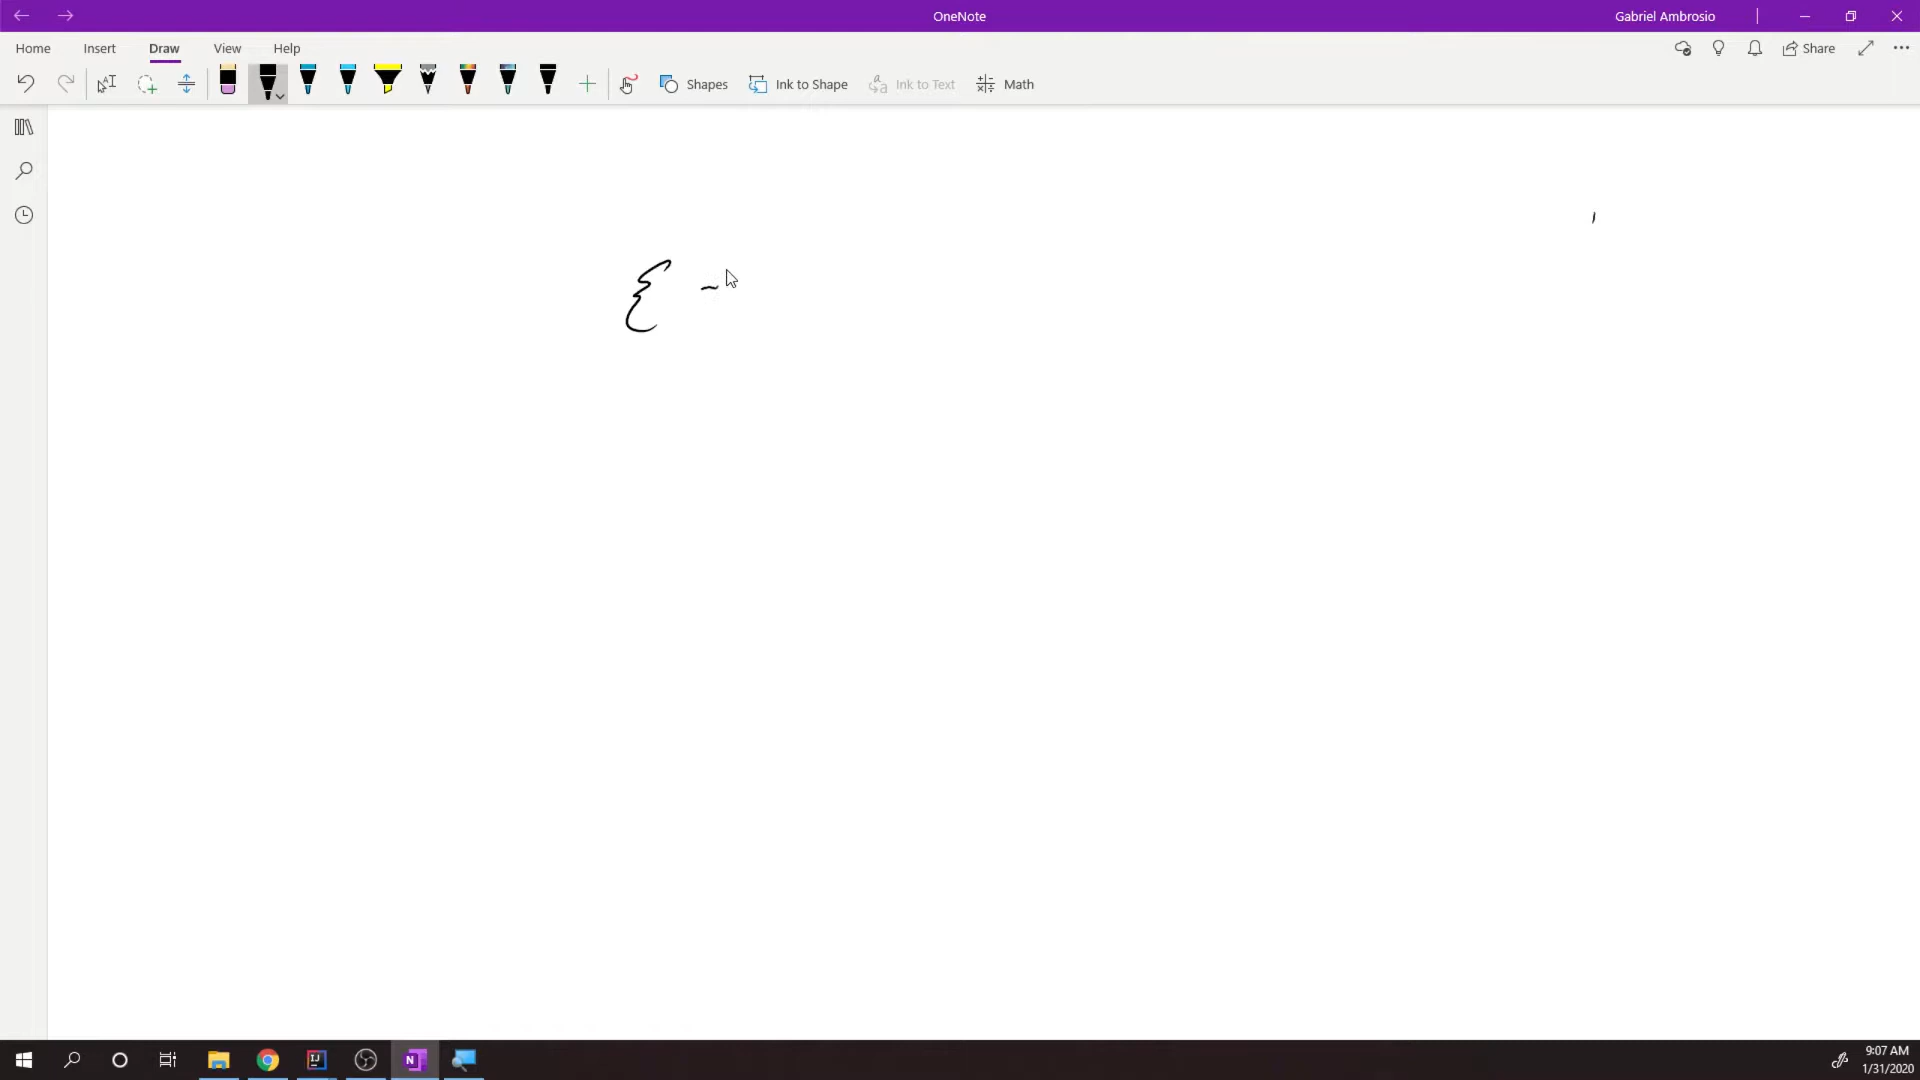 OneNote
Gabriel Ambrosio
Home Insert Draw View Help
Share
Shapes Ink to Shape Ink to Text Math
{ -
9:07 AM
1/31/2020